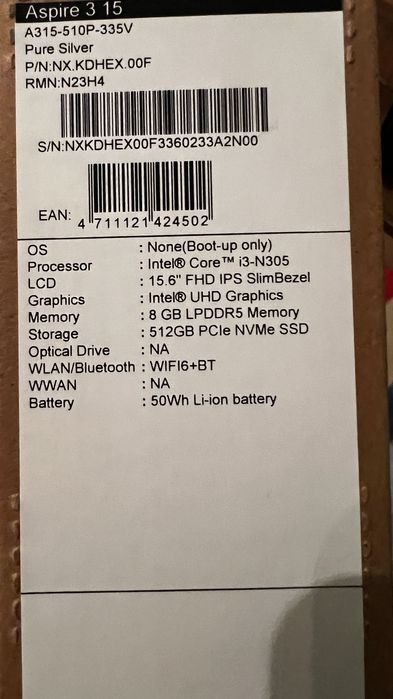 Aspire 3 15
A315-510P-335V
Pure Silver
P/N:NX.KDHEX.00F
RMN:N23H4
S/N:NXKDHEX00F3360233A2N00
EAN: 4 711121 424502
OS : None(Boot-up only)
Processor : Intel® Core™ i3-N305
LCD : 15.6" FHD IPS SlimBezel
Graphics : Intel® UHD Graphics
Memory : 8 GB LPDDR5 Memory
Storage : 512GB PCIe NVMe SSD
Optical Drive : NA
WLAN/Bluetooth : WIFI6+BT
WWAN : NA
Battery : 50Wh Li-ion battery